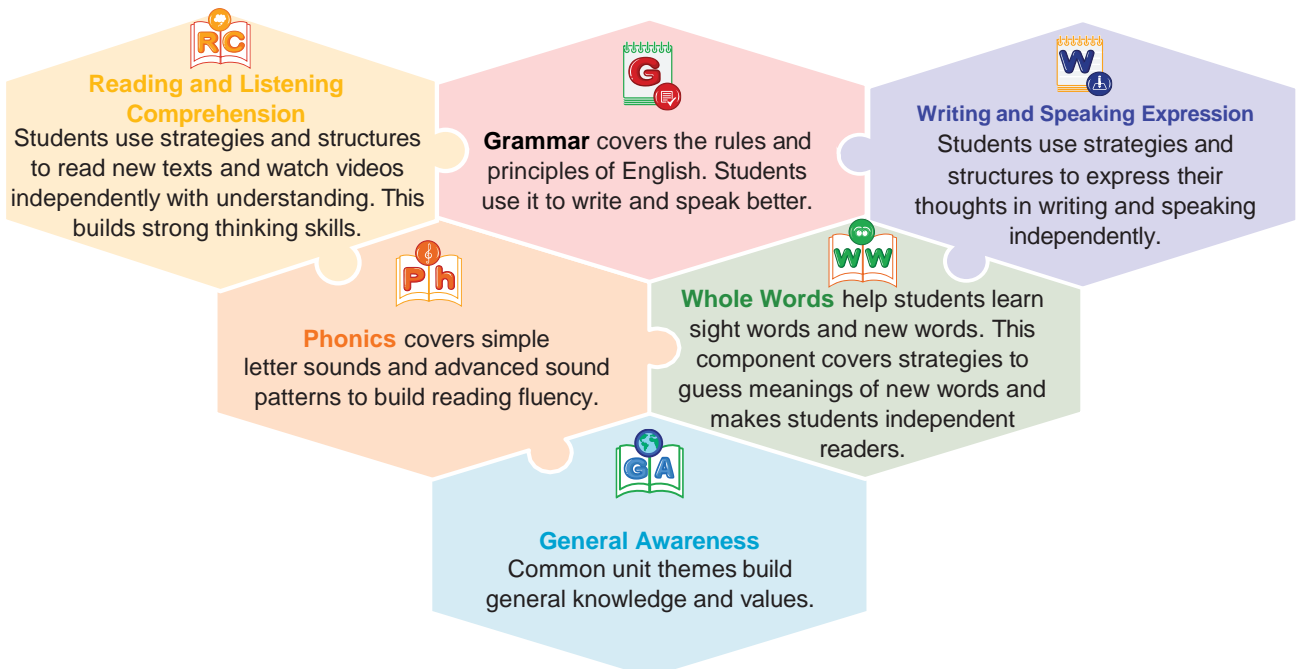 RC
Reading and Listening
Comprehension
Students use strategies and structures
to read new texts and watch videos
independently with understanding. This
builds strong thinking skills.
G
Grammar covers the rules and
principles of English. Students
use it to write and speak better.
W
Writing and Speaking Expression
Students use strategies and
structures to express their
thoughts in writing and speaking
independently.
Ph
Phonics covers simple
letter sounds and advanced sound
patterns to build reading fluency.
WW
Whole Words help students learn
sight words and new words. This
component covers strategies to
guess meanings of new words and
makes students independent
readers.
GA
General Awareness
Common unit themes build
general knowledge and values.